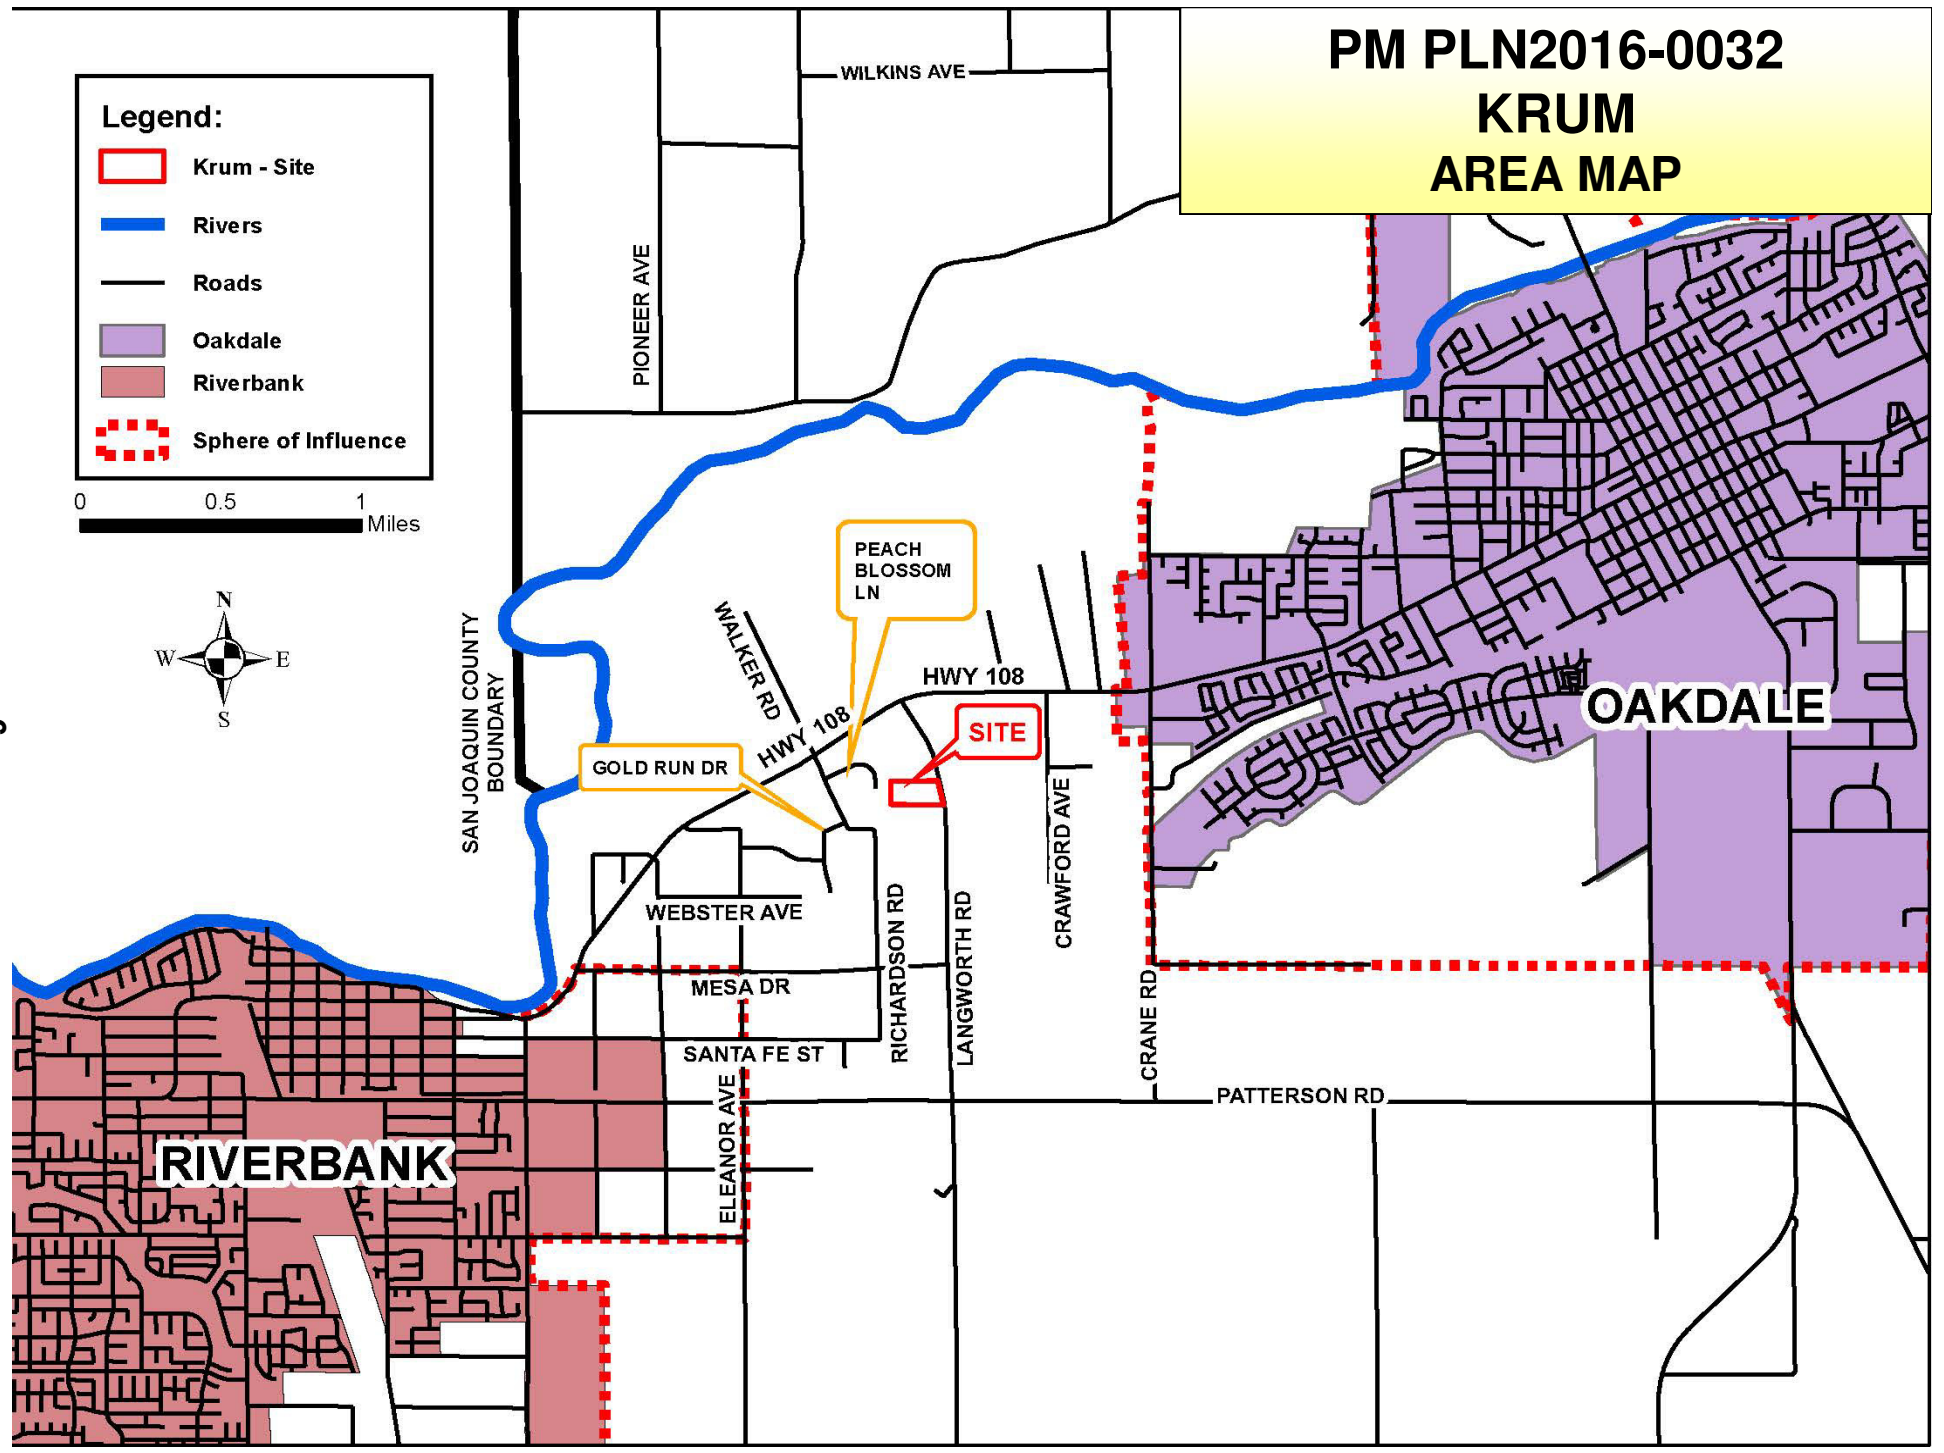 PM PLN2016-0032
KRUM
AREA MAP
Legend:
Krum - Site
Rivers
Roads
Oakdale
Riverbank
Sphere of Influence
0 0.5 1
Miles
N
W E
S
WILKINS AVE
PIONEER AVE
SAN JOAQUIN COUNTY
BOUNDARY
PEACH
BLOSSOM
LN
WALKER RD
HWY 108
HWY 108
SITE
GOLD RUN DR
OAKDALE
CRAWFORD AVE
WEBSTER AVE
RICHARDSON RD
LANGWORTH RD
MESA DR
CRANE RD
SANTA FE ST
ELEANOR AVE
PATTERSON RD
RIVERBANK